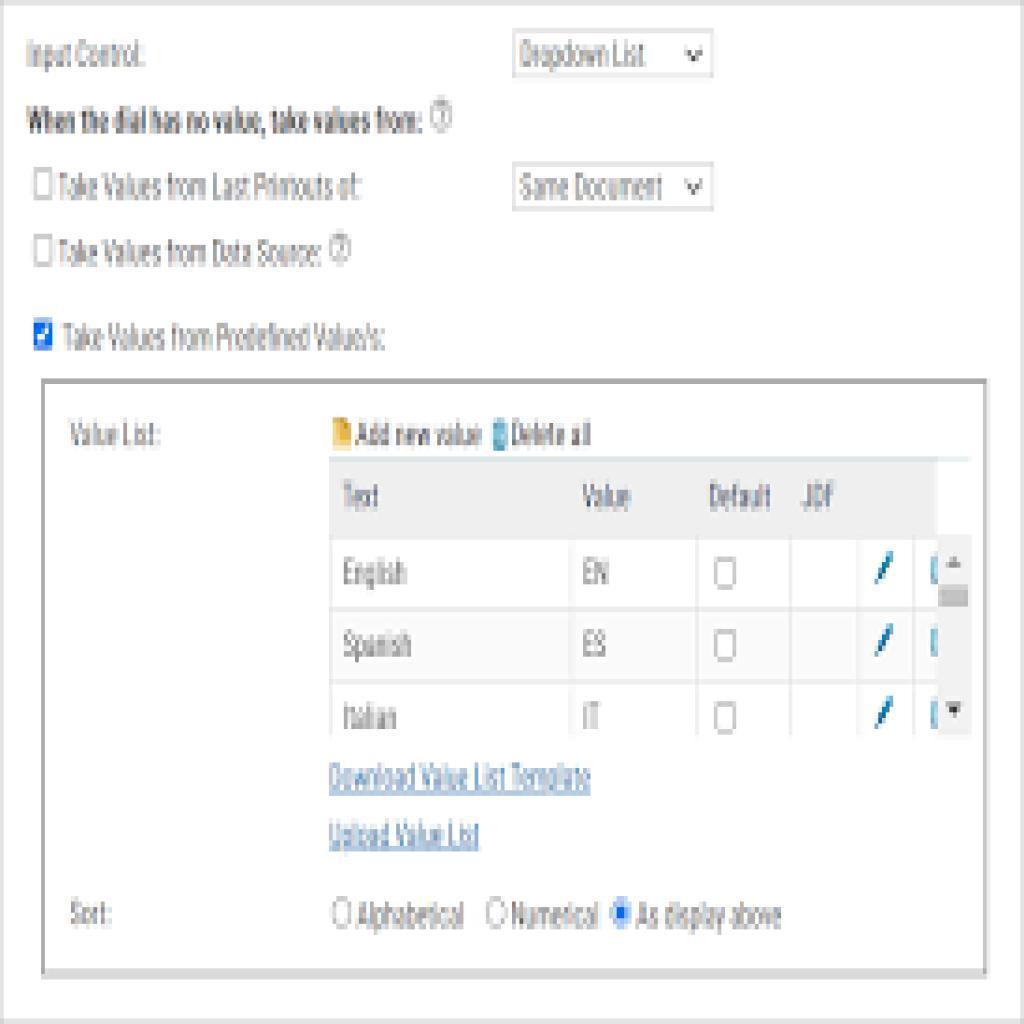 Input Control: Dropdown List
When the dial has no value, take values from: ?
Take Values from Last Printouts of: Same Document
Take Values from Data Source: ?
Take Values from Predefined Value/s:
Value List: Add new value Delete all
Text Value Default JDF
English EN
Spanish ES
Italian IT
Download Value List Template
Upload Value List
Sort: Alphabetical Numerical As display above